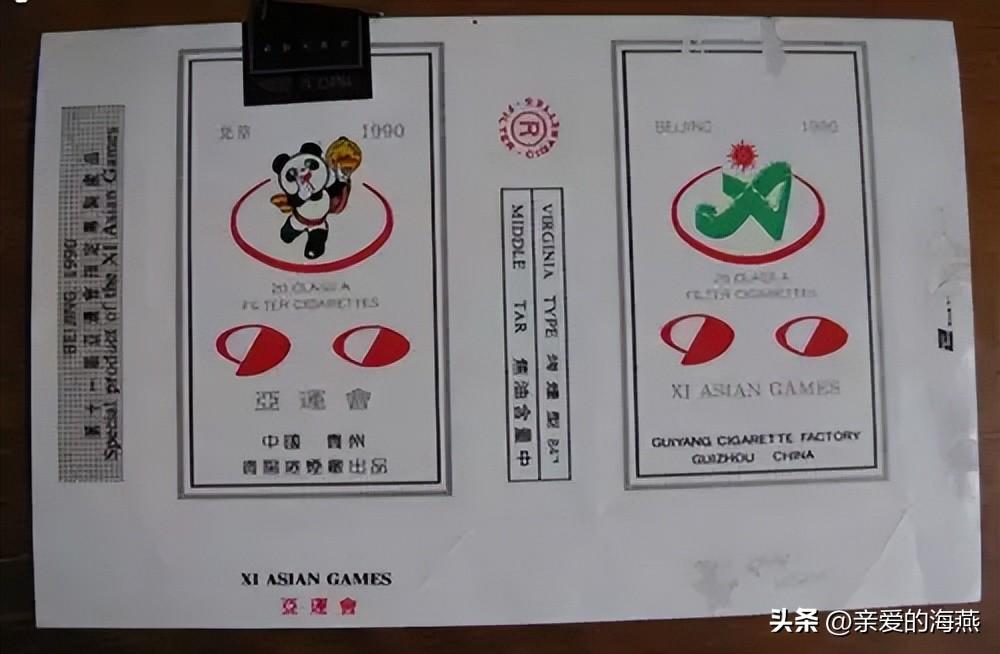 BEIJING 1990
第十一屆亞運會指定專製產品
Special product of the XI Asian Games
北京 1990
20 CLASS A
FILTER CIGARETTES
亞運會
中國 貴州
貴陽捲煙廠出品
R
FILTER CIGARETTES
VIRGINIA TYPE 烤煙型
MIDDLE TAR 焦油含量中
BEIJING 1990
20 CLASS A
FILTER CIGARETTES
XI ASIAN GAMES
GUIYANG CIGARETTE FACTORY
GUIZHOU CHINA
XI ASIAN GAMES
亞運會
头条 @亲爱的海燕